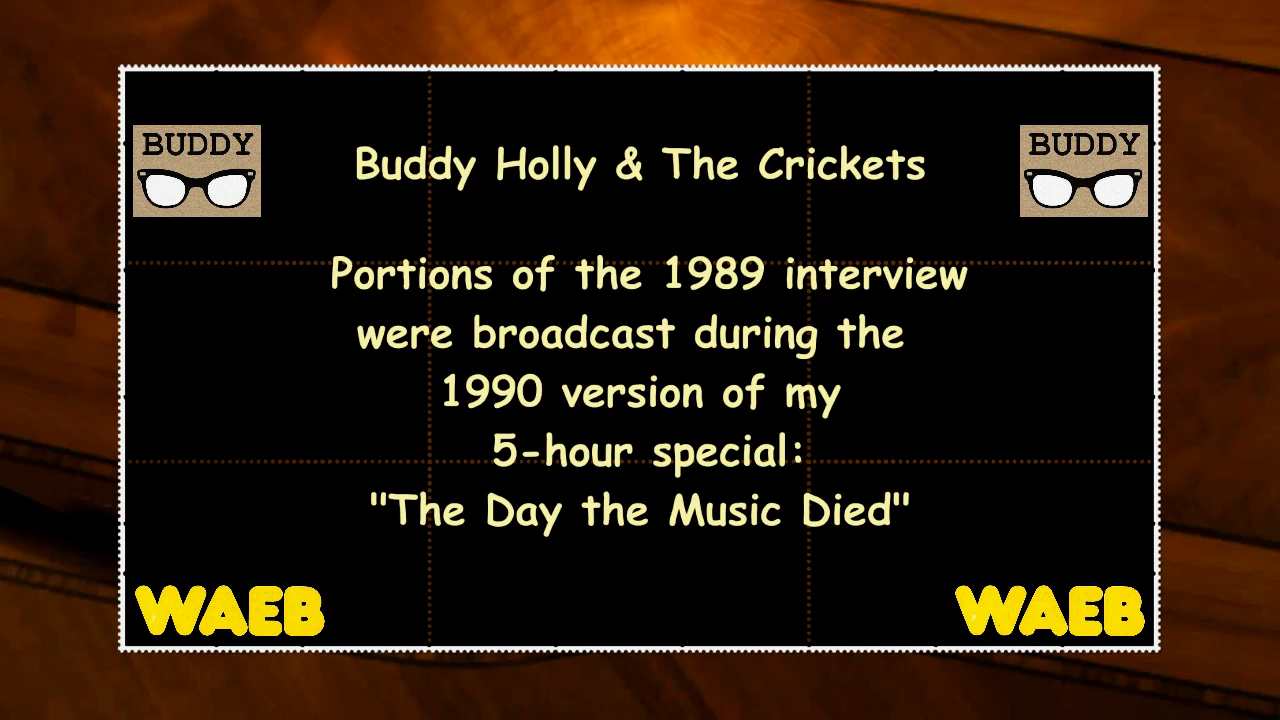 BUDDY
BUDDY
Buddy Holly & The Crickets
Portions of the 1989 interview
were broadcast during the
1990 version of my
5-hour special:
"The Day the Music Died"
WAEB
WAEB